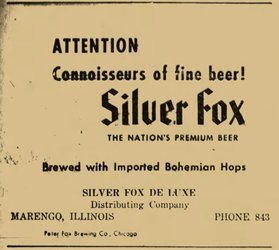 ATTENTION
Connoisseurs of fine beer!
Silver Fox
THE NATION'S PREMIUM BEER
Brewed with Imported Bohemian Hops
SILVER FOX DE LUXE
Distributing Company
MARENGO, ILLINOIS PHONE 843
Peter Fox Brewing Co., Chicago